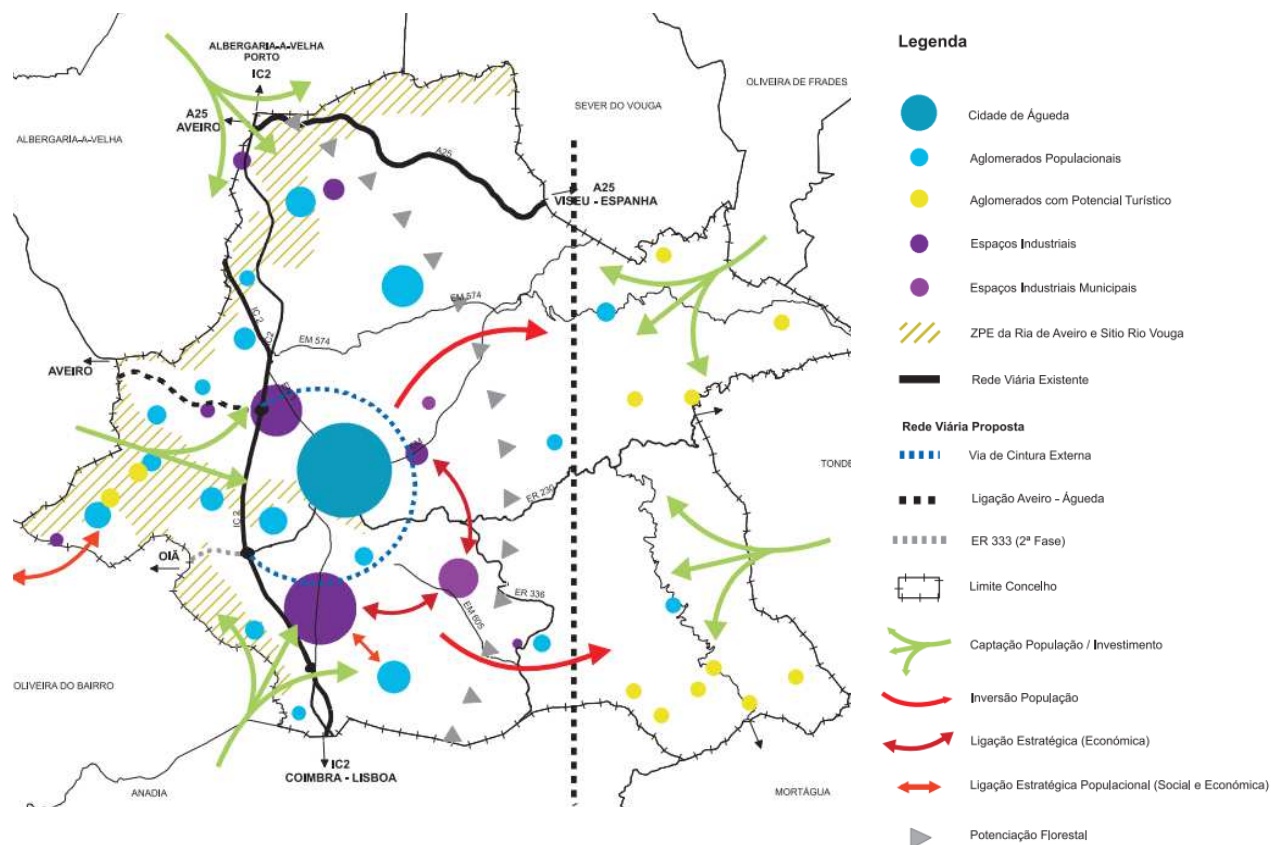 ALBERGARIA-A-VELHA
PORTO
IC2
A25
AVEIRO
ALBERGARIA-A-VELHA
SEVER DO VOUGA
OLIVEIRA DE FRADES
A25
A25
VISEU - ESPANHA
EM 574
EM 574
IC 2
IC2
AVEIRO
IC 2
OIÃ
ER 230
TONDE
ER 336
EM 605
OLIVEIRA DO BAIRRO
ANADIA
IC2
COIMBRA - LISBOA
MORTÁGUA
Legenda
Cidade de Águeda
Aglomerados Populacionais
Aglomerados com Potencial Turístico
Espaços Industriais
Espaços Industriais Municipais
ZPE da Ria de Aveiro e Sitio Rio Vouga
Rede Viária Existente
Rede Viária Proposta
Via de Cintura Externa
Ligação Aveiro - Águeda
ER 333 (2ª Fase)
Limite Concelho
Captação População / Investimento
Inversão População
Ligação Estratégica (Económica)
Ligação Estratégica Populacional (Social e Económica)
Potenciação Florestal